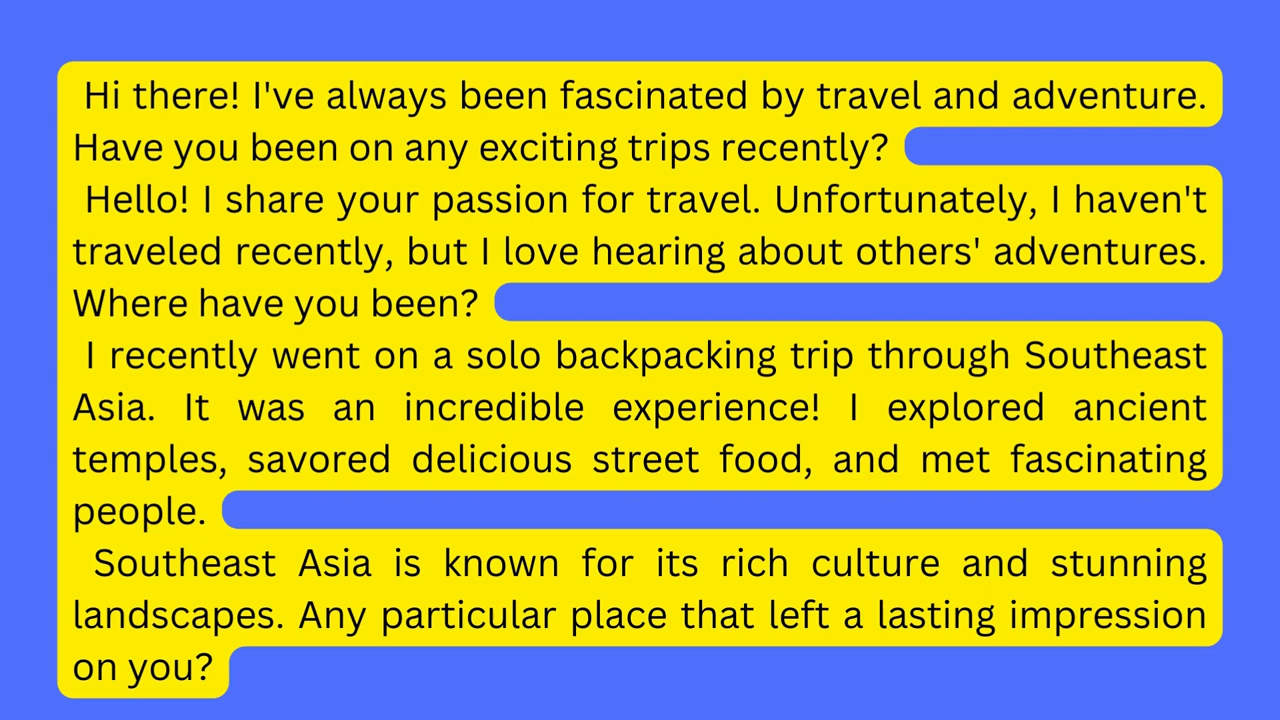 Hi there! I've always been fascinated by travel and adventure.
Have you been on any exciting trips recently?
Hello! I share your passion for travel. Unfortunately, I haven't
traveled recently, but I love hearing about others' adventures.
Where have you been?
I recently went on a solo backpacking trip through Southeast
Asia. It was an incredible experience! I explored ancient
temples, savored delicious street food, and met fascinating
people.
Southeast Asia is known for its rich culture and stunning
landscapes. Any particular place that left a lasting impression
on you?